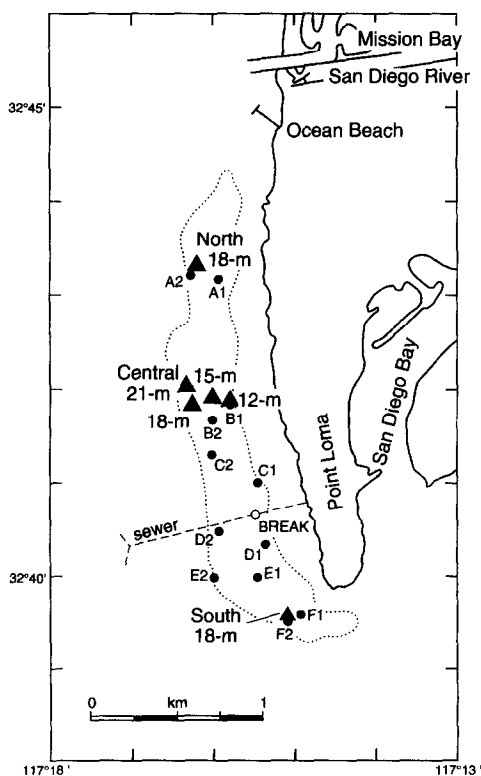 Mission Bay
San Diego River
32°45'
Ocean Beach
North
18-m
A2
A1
Central
15-m
21-m
12-m
18-m
B1
B2
C2
C1
Point Loma
San Diego Bay
sewer
BREAK
D2
D1
32°40'
E2
E1
South
18-m
F1
F2
0
km
1
117°18'
117°13'